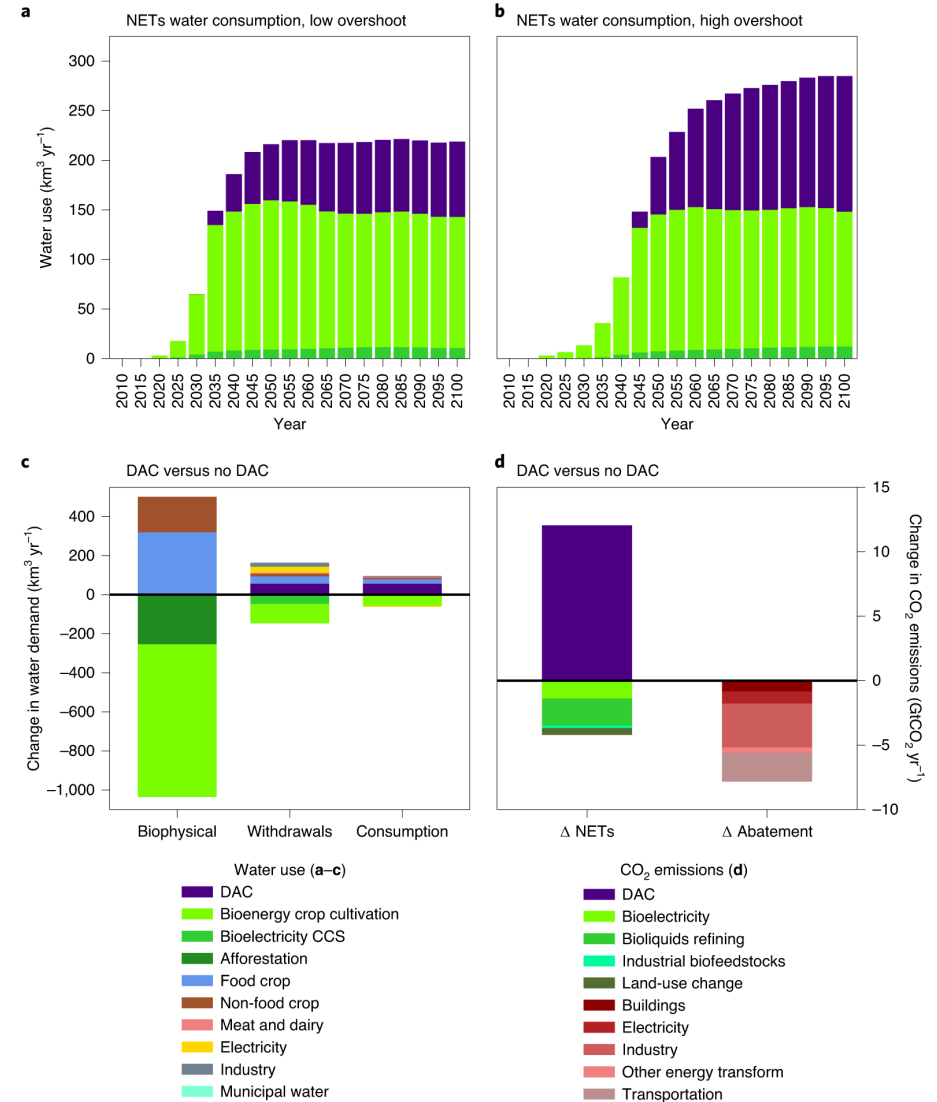 a
NETs water consumption, low overshoot
300
250
200
150
100
50
0
Water use (km³ yr⁻¹)
2010 2015 2020 2025 2030 2035 2040 2045 2050 2055 2060 2065 2070 2075 2080 2085 2090 2095 2100
Year
b
NETs water consumption, high overshoot
2010 2015 2020 2025 2030 2035 2040 2045 2050 2055 2060 2065 2070 2075 2080 2085 2090 2095 2100
Year
c
DAC versus no DAC
400
200
0
–200
–400
–600
–800
–1,000
Change in water demand (km³ yr⁻¹)
Biophysical Withdrawals Consumption
d
DAC versus no DAC
15
10
5
0
–5
–10
Change in CO₂ emissions (GtCO₂ yr⁻¹)
Δ NETs Δ Abatement
Water use (a–c)
DAC
Bioenergy crop cultivation
Bioelectricity CCS
Afforestation
Food crop
Non-food crop
Meat and dairy
Electricity
Industry
Municipal water
CO₂ emissions (d)
DAC
Bioelectricity
Bioliquids refining
Industrial biofeedstocks
Land-use change
Buildings
Electricity
Industry
Other energy transform
Transportation